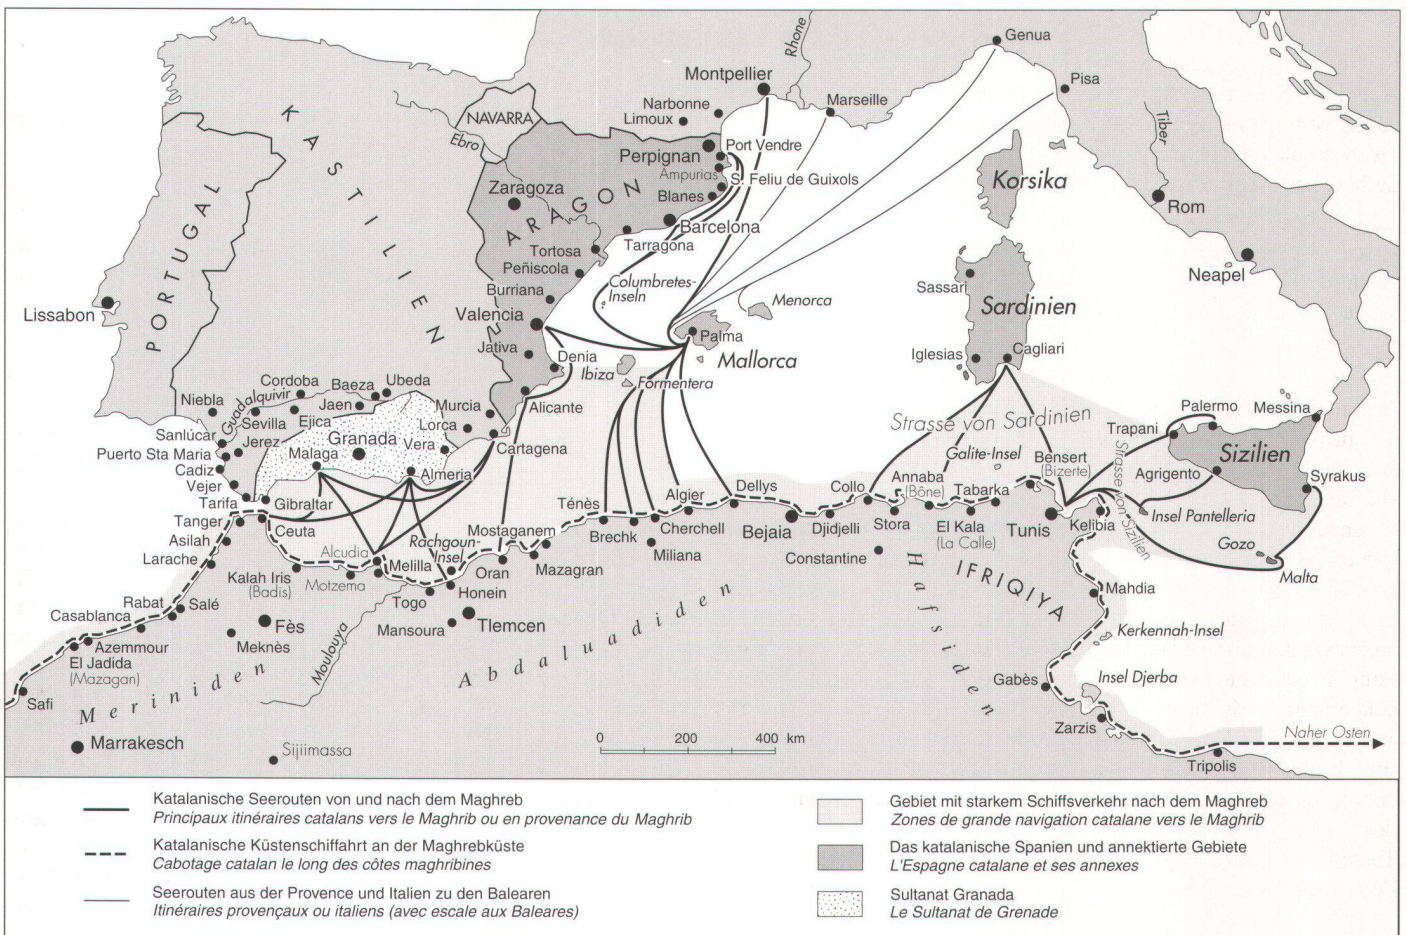 Genua
Rhone
Pisa
Montpellier
Marseille
Narbonne
Limoux
KASTILIEN
NAVARRA
Ebro
Tiber
Port Vendre
Perpignan
Ampurias
S. Feliu de Guixols
Blanes
Korsika
Zaragoza
ARAGON
PORTUGAL
Rom
Barcelona
Tarragona
Tortosa
Peñiscola
Columbretes-
Inseln
Neapel
Burriana
Menorca
Sassari
Sardinien
Lissabon
Valencia
Palma
Mallorca
Jativa
Denia
Ibiza
Iglesias
Cagliari
Formentera
Cordoba
Baeza
Ubeda
Niebla
Guadalquivir
Jaen
Alicante
Sevilla
Ejica
Murcia
Lorca
Palermo
Messina
Strasse von Sardinien
Trapani
Sanlúcar
Jerez
Granada
Vera
Cartagena
Puerto Sta Maria
Malaga
Galite-Insel
Bensert
(Bizerte)
Strasse von Sizilien
Sizilien
Cadiz
Almeria
Agrigento
Syrakus
Vejer
Annaba
(Bône)
Tabarka
Tarifa
Gibraltar
Ténès
Algier
Dellys
Collo
Insel Pantelleria
Tanger
Ceuta
Mostaganem
Cherchell
Bejaia
Djidjelli
Stora
El Kala
(La Calle)
Tunis
Kelibia
Asilah
Alcudia
Rachgoun-
Insel
Brechk
Miliana
Constantine
Gozo
Larache
Melilla
Oran
Mazagran
Malta
Kalah Iris
(Badis)
Motzema
Togo
Honein
Hafsiden
IFRIQIYA
Mahdia
Rabat
Salé
Casablanca
Fès
Mansoura
Tlemcen
Abdaluadiden
Kerkennah-Insel
Azemmour
Meknès
Moulouya
El Jadida
(Mazagan)
Gabès
Insel Djerba
Safi
Meriniden
Zarzis
Marrakesch
Sijiimassa
0 200 400 km
Naher Osten
Tripolis
Katalanische Seerouten von und nach dem Maghreb
Principaux itinéraires catalans vers le Maghrib ou en provenance du Maghrib
Katalanische Küstenschiffahrt an der Maghrebküste
Cabotage catalan le long des côtes maghribines
Seerouten aus der Provence und Italien zu den Balearen
Itinéraires provençaux ou italiens (avec escale aux Baleares)
Gebiet mit starkem Schiffsverkehr nach dem Maghreb
Zones de grande navigation catalane vers le Maghrib
Das katalanische Spanien und annektierte Gebiete
L'Espagne catalane et ses annexes
Sultanat Granada
Le Sultanat de Grenade